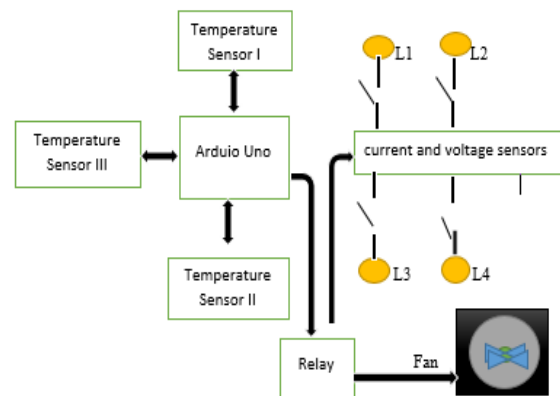 Temperature
Sensor I
L1
L2
Temperature
Sensor III
Arduio Uno
current and voltage sensors
Temperature
Sensor II
L3
L4
Relay
Fan